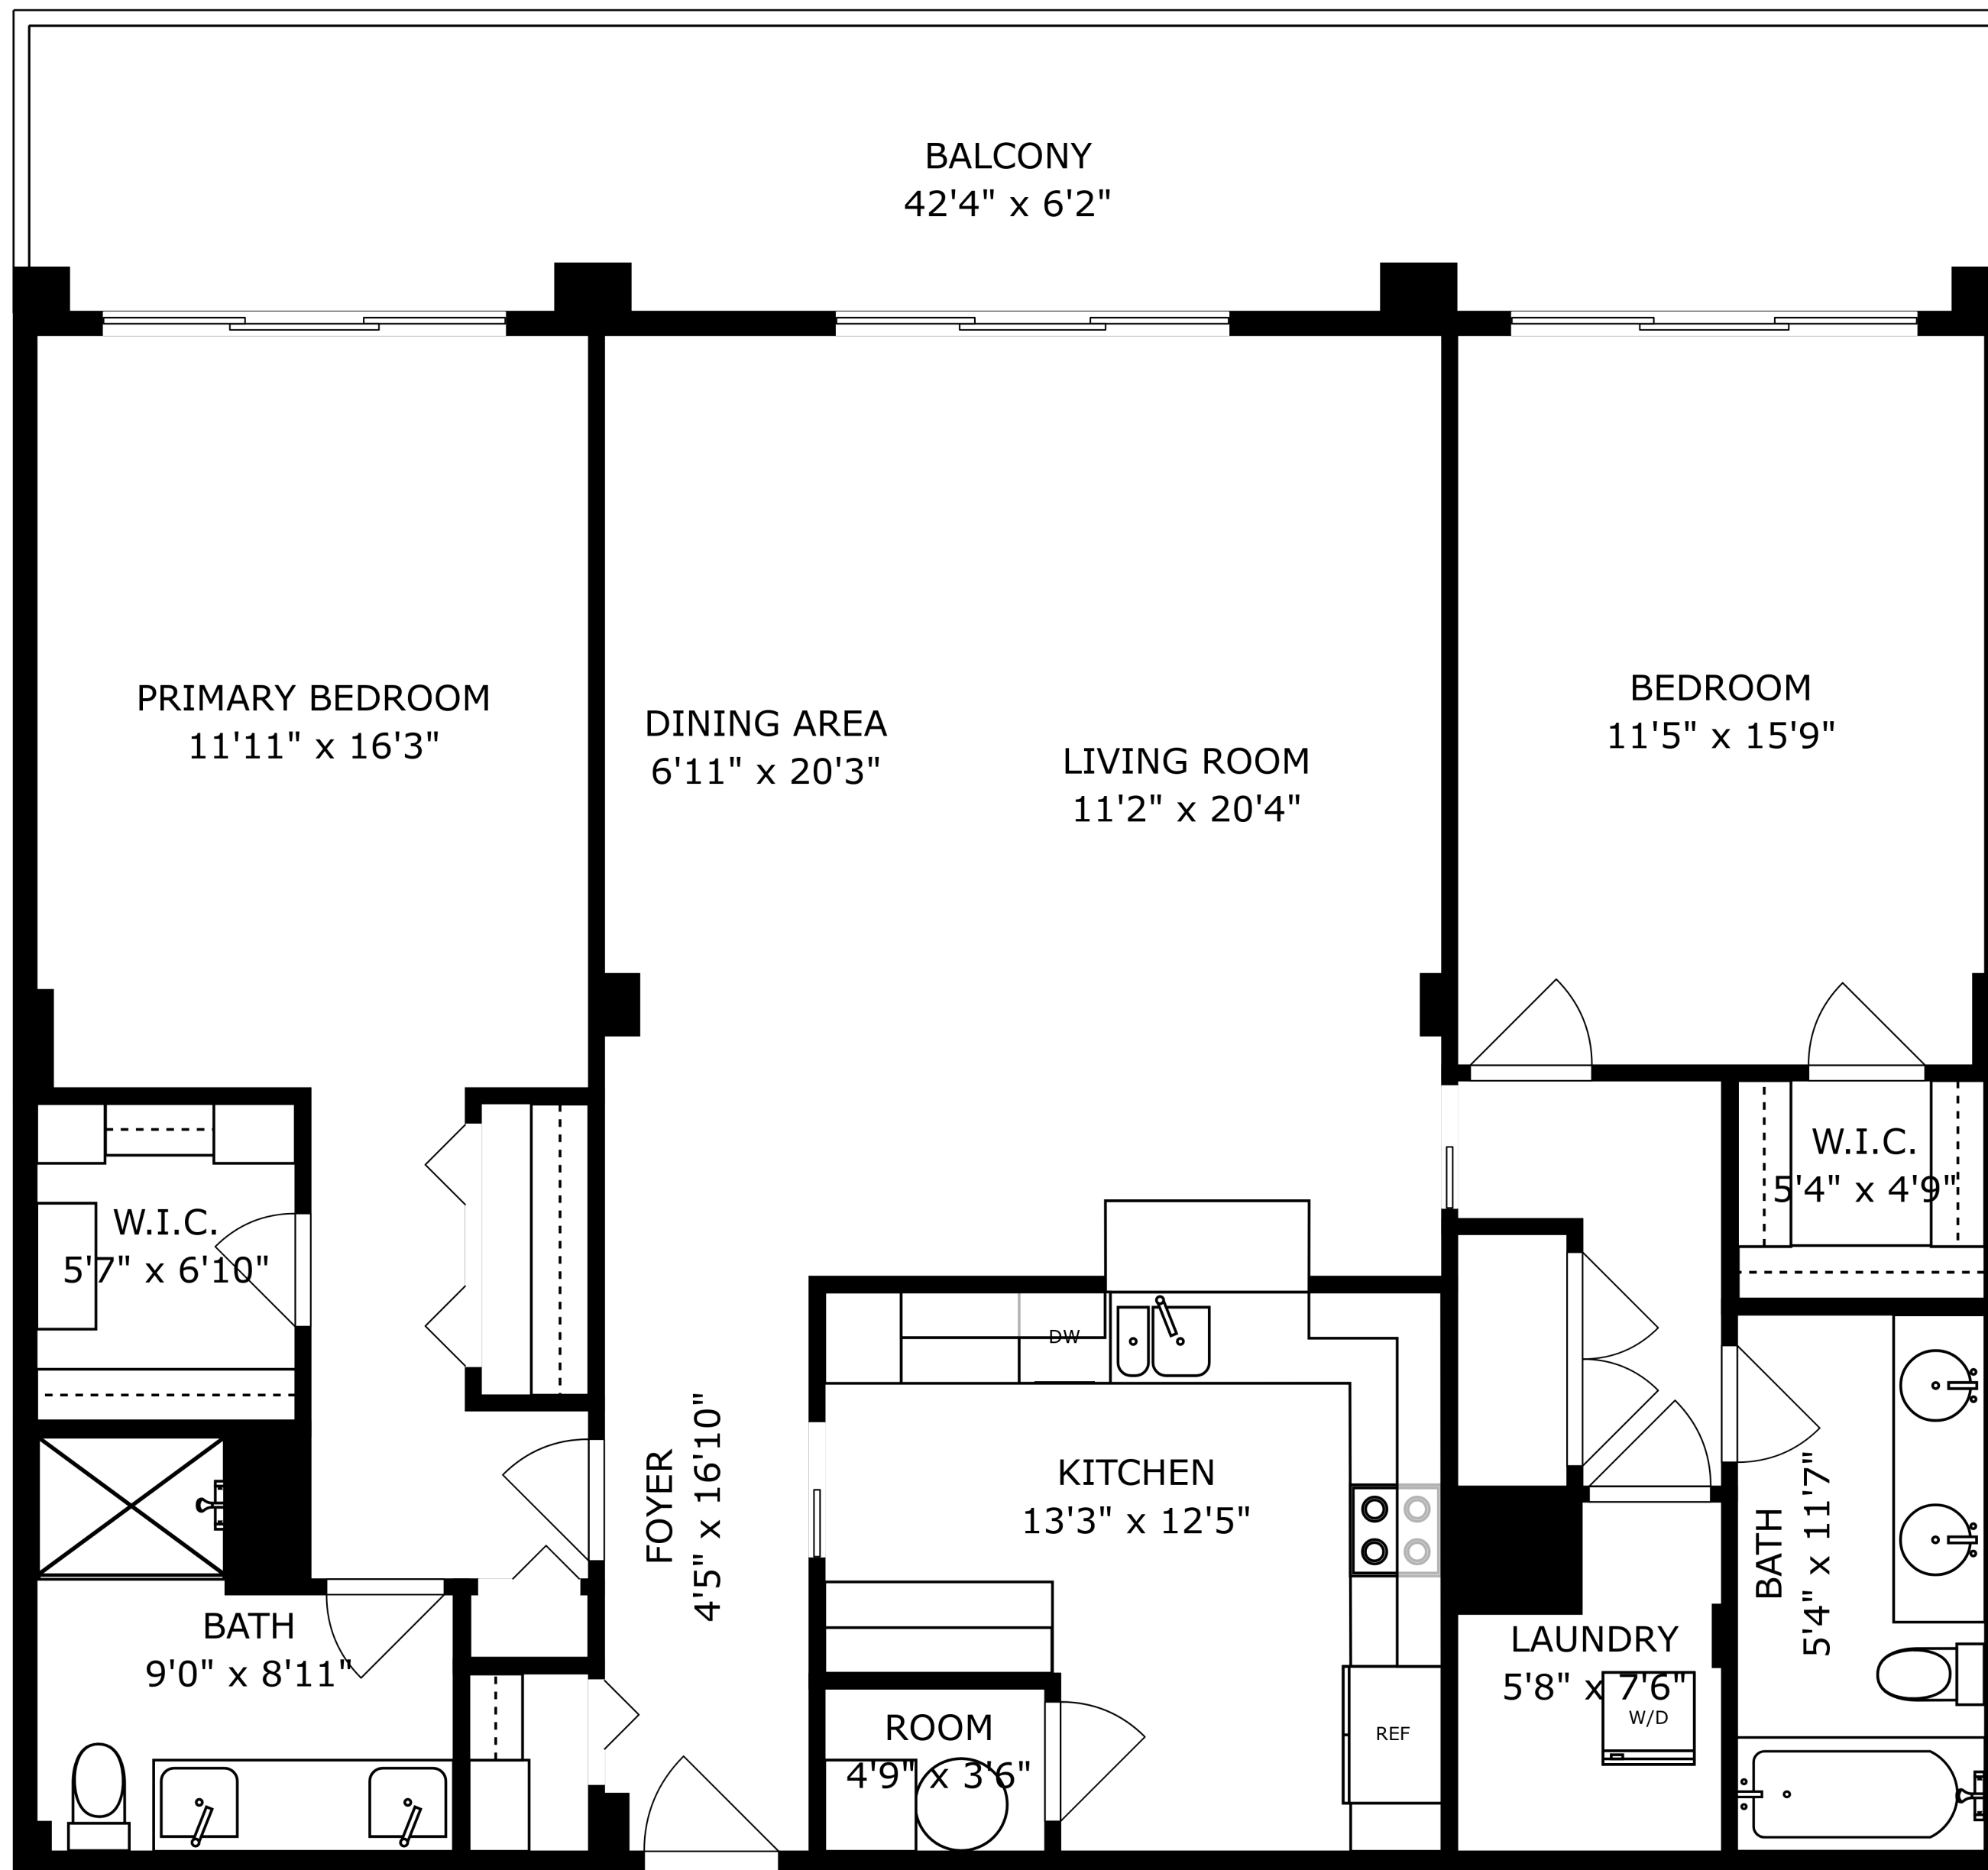 BALCONY
42'4" x 6'2"
PRIMARY BEDROOM
11'11" x 16'3"
DINING AREA
6'11" x 20'3"
LIVING ROOM
11'2" x 20'4"
BEDROOM
11'5" x 15'9"
W.I.C.
5'7" x 6'10"
W.I.C.
5'4" x 4'9"
DW
FOYER
4'5" x 16'10"
KITCHEN
13'3" x 12'5"
BATH
5'4" x 11'7"
BATH
9'0" x 8'11"
LAUNDRY
5'8" x 7'6"
W/D
ROOM
4'9" x 3'6"
REF